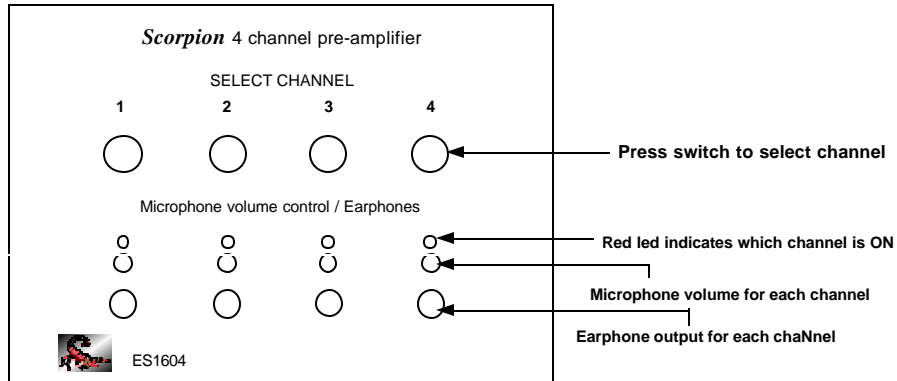 Scorpion 4 channel pre-amplifier
SELECT CHANNEL
1 2 3 4
Press switch to select channel
Microphone volume control / Earphones
Red led indicates which channel is ON
Microphone volume for each channel
Earphone output for each chaNnel
ES1604